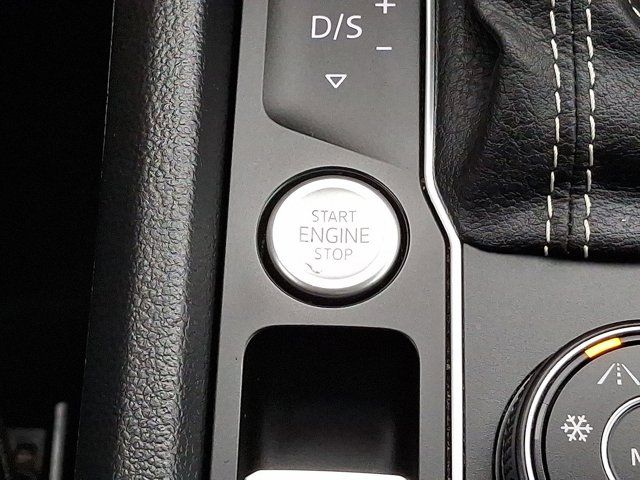 D/S
+
−
START
ENGINE
STOP
M